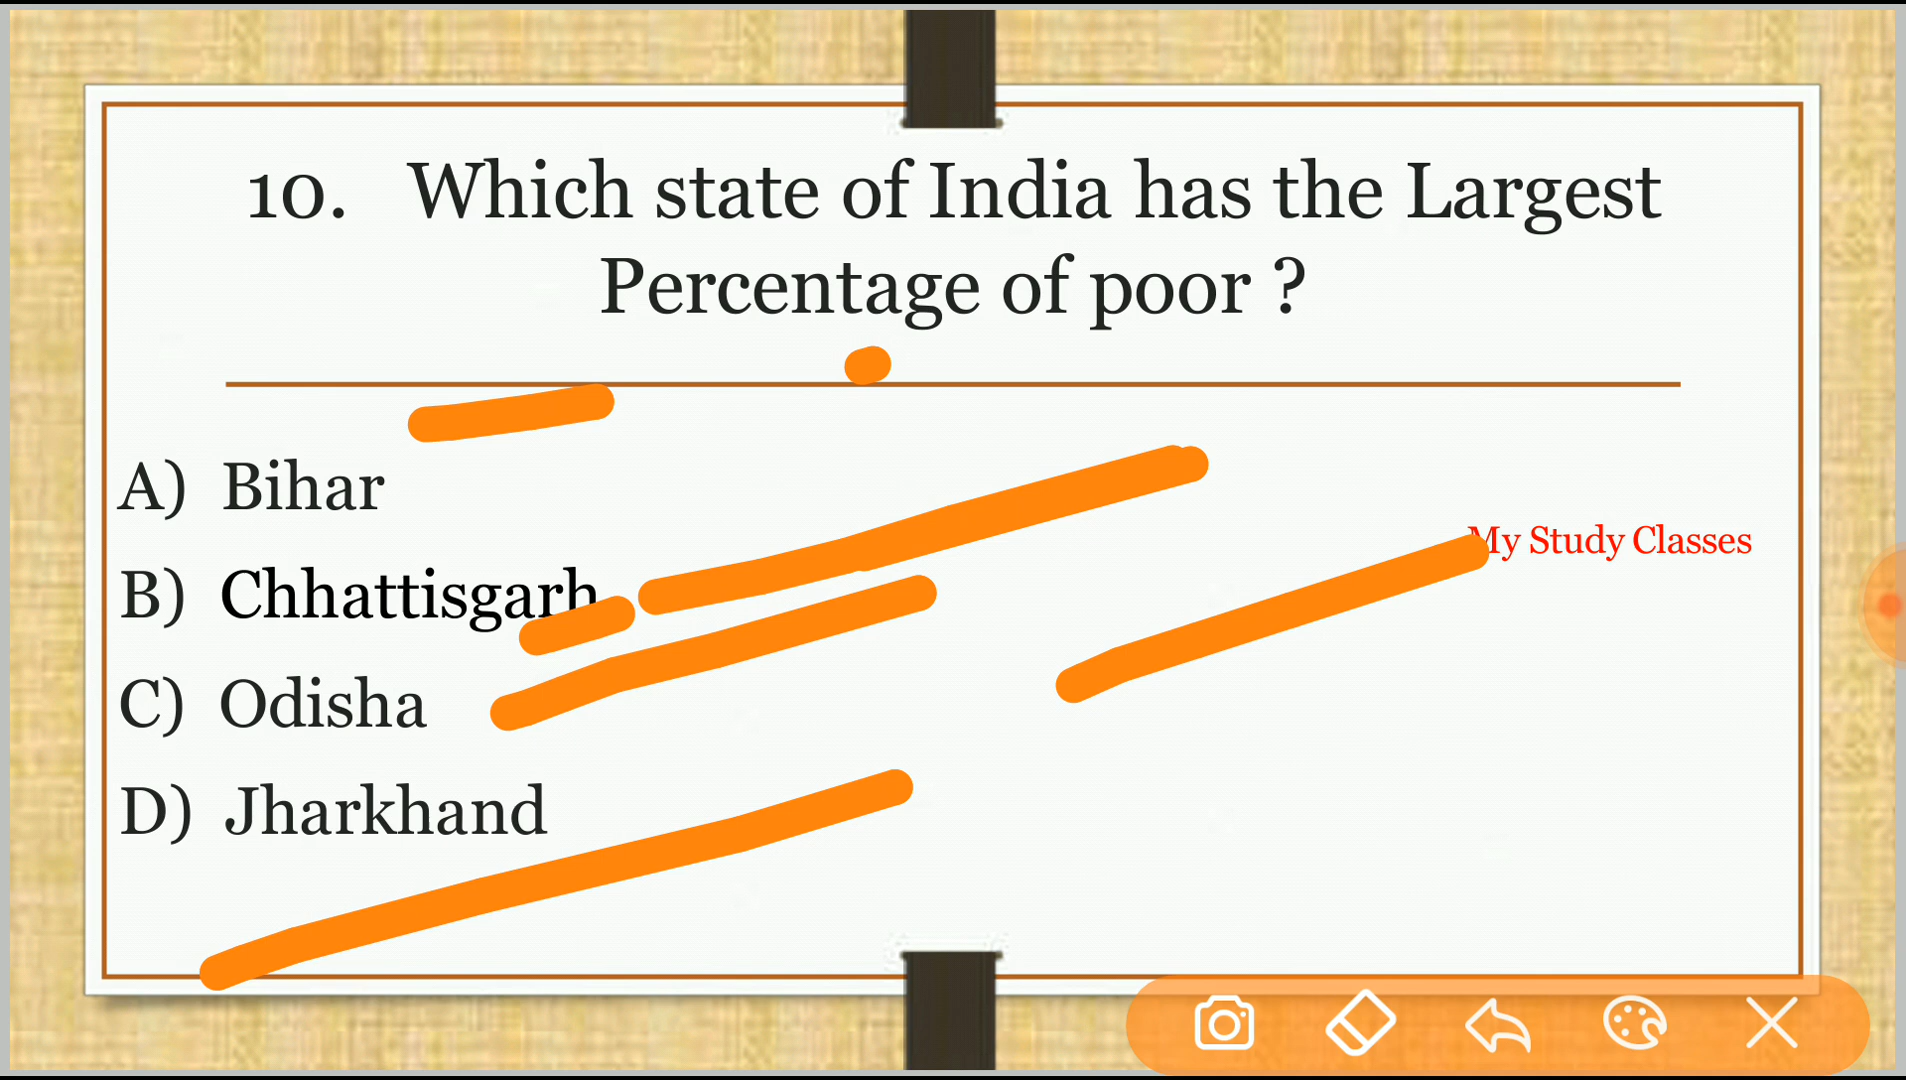 10. Which state of India has the Largest
Percentage of poor ?
A) Bihar
B) Chhattisgarh
My Study Classes
C) Odisha
D) Jharkhand